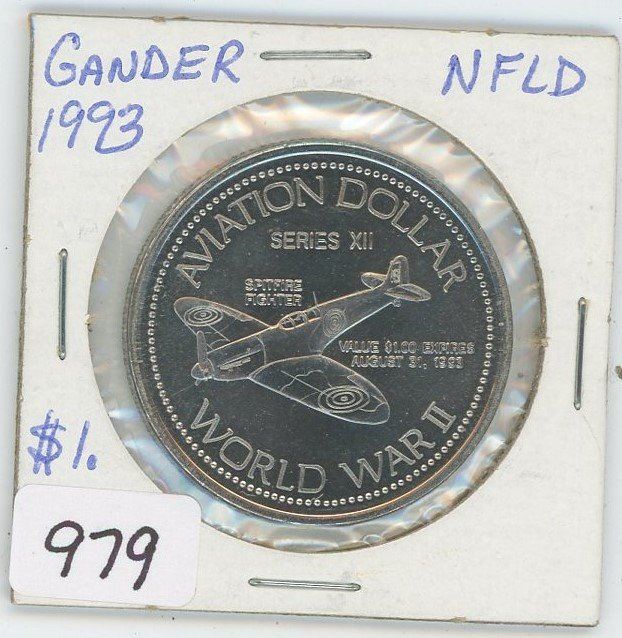 GANDER NFLD
1993
AVIATION DOLLAR
SERIES XII
SPITFIRE
FIGHTER
VALUE $1.00 EXPIRES
AUGUST 31, 1993
WORLD WAR II
$1.
979